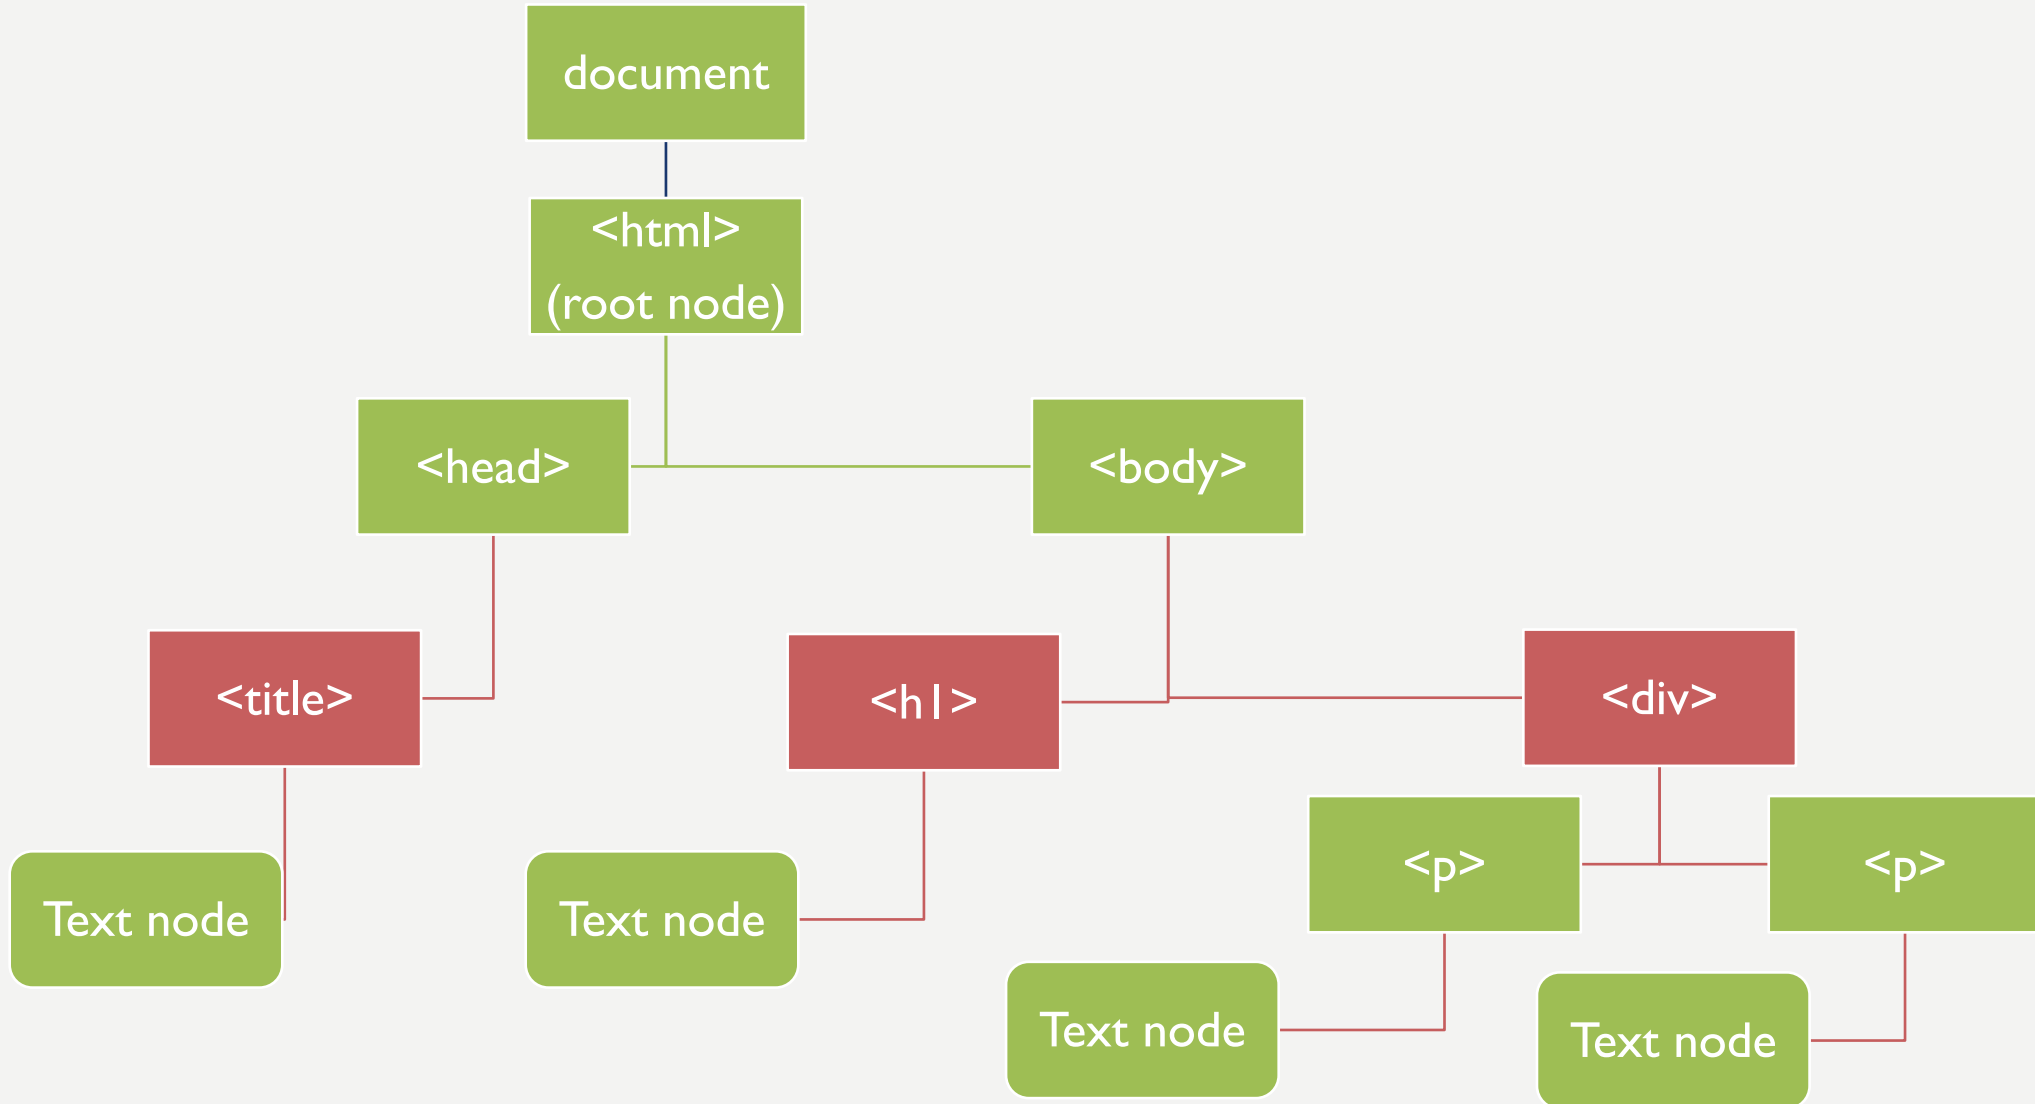 document
<html>
(root node)
<head>
<body>
<title>
<h1>
<div>
<p>
<p>
Text node
Text node
Text node
Text node